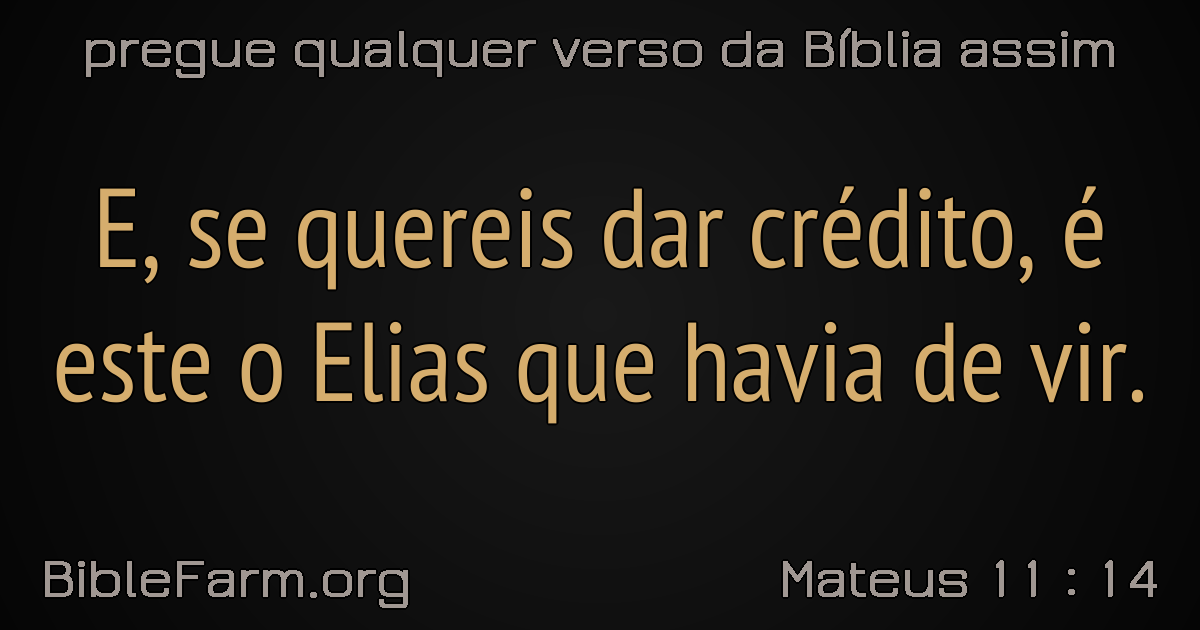 pregue qualquer verso da Bíblia assim
E, se quereis dar crédito, é
este o Elias que havia de vir.
BibleFarm.org
Mateus 11 : 14